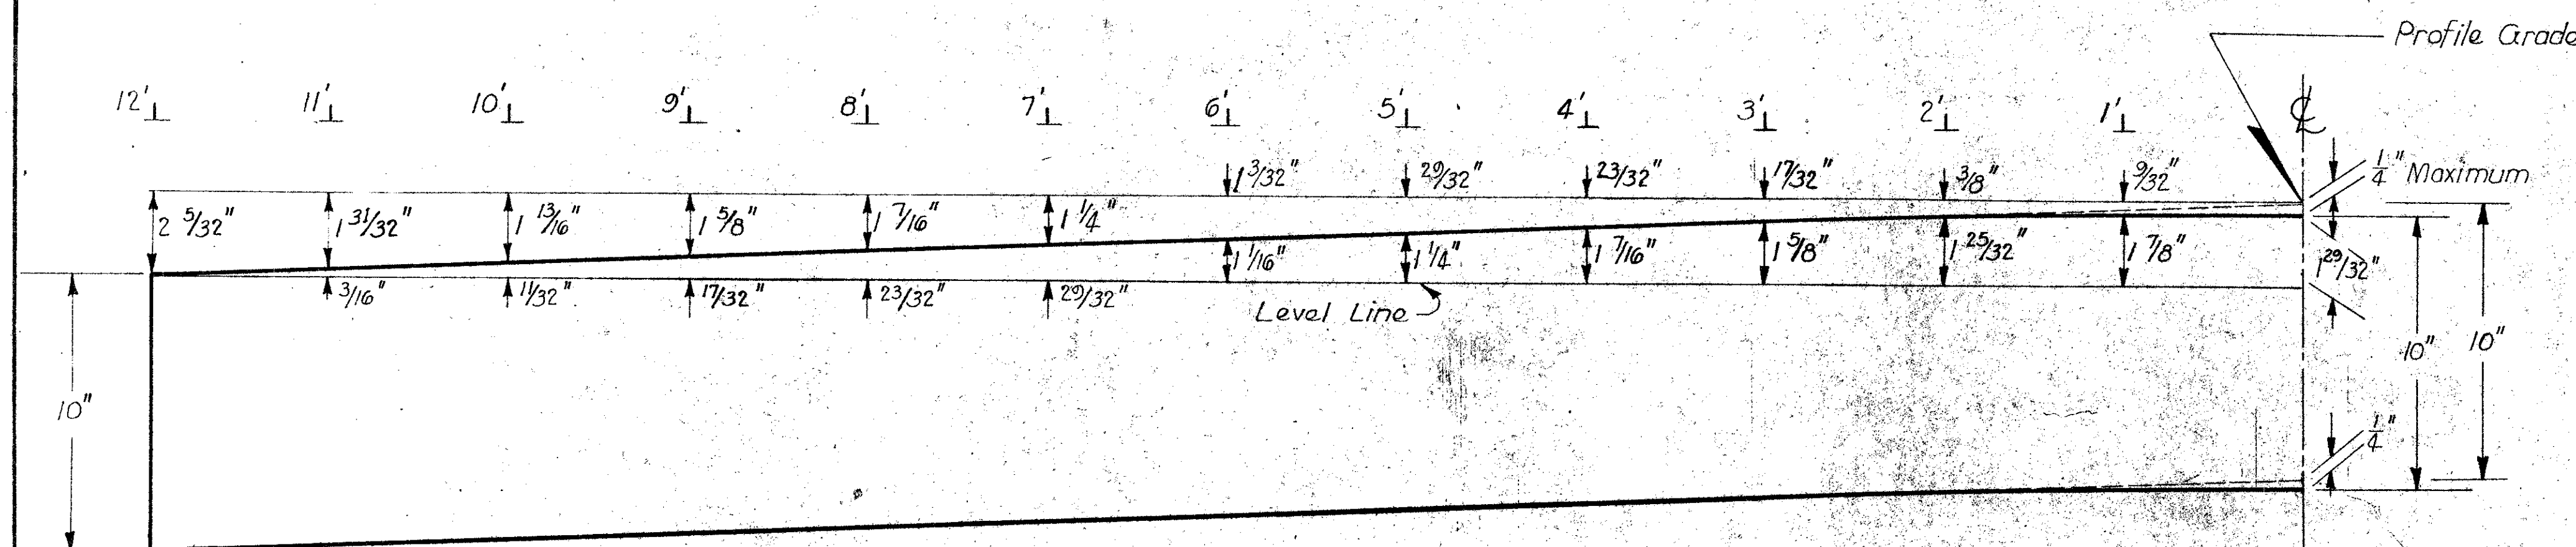 Profile Grade
12' 11' 10' 9' 8' 7' 6' 5' 4' 3' 2' 1' ℄
1 3/32" 29/32" 23/32" 17/32" 3/8" 9/32" 1/4" Maximum
2 5/32" 1 31/32" 1 13/16" 1 5/8" 1 7/16" 1 1/4"
1 1/16" 1 1/4" 1 7/16" 1 5/8" 1 25/32" 1 7/8" 1 29/32"
3/16" 11/32" 17/32" 23/32" 29/32"
Level Line
10" 10"
10"
1/4"